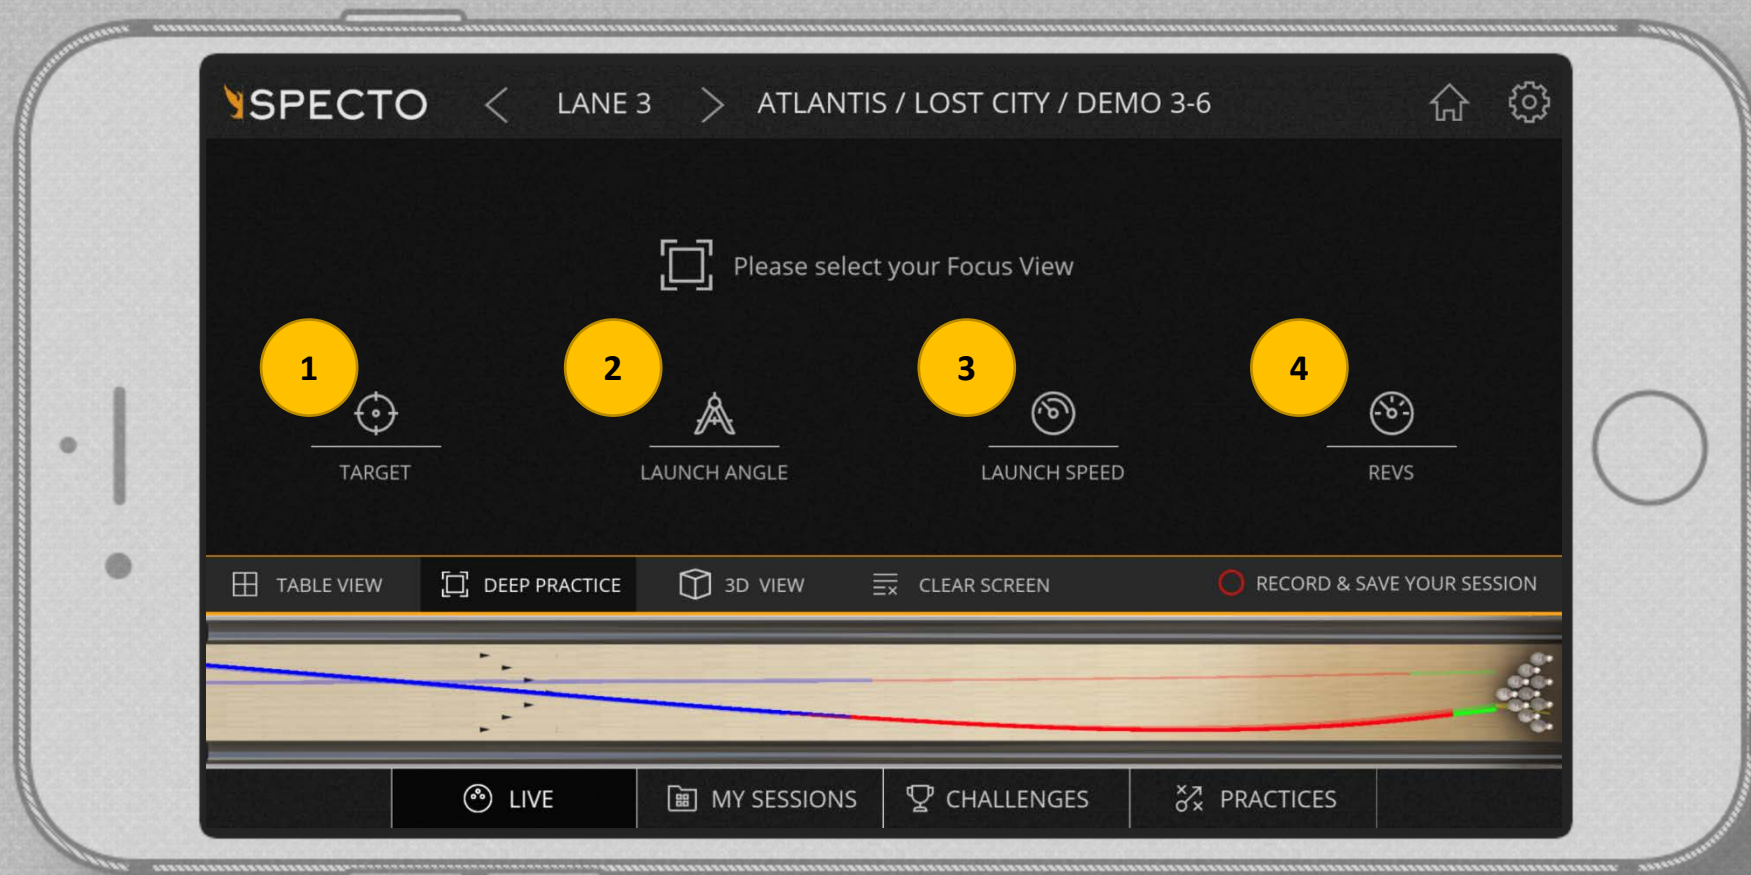 SPECTO
LANE 3
ATLANTIS / LOST CITY / DEMO 3-6
Please select your Focus View
1
2
3
4
TARGET
LAUNCH ANGLE
LAUNCH SPEED
REVS
TABLE VIEW
DEEP PRACTICE
3D VIEW
CLEAR SCREEN
RECORD & SAVE YOUR SESSION
LIVE
MY SESSIONS
CHALLENGES
PRACTICES